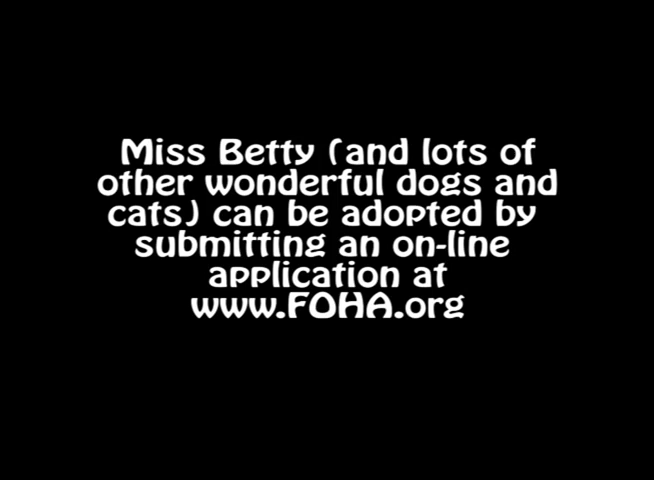 Miss Betty (and lots of
other wonderful dogs and
cats) can be adopted by
submitting an on-line
application at
www.FOHA.org